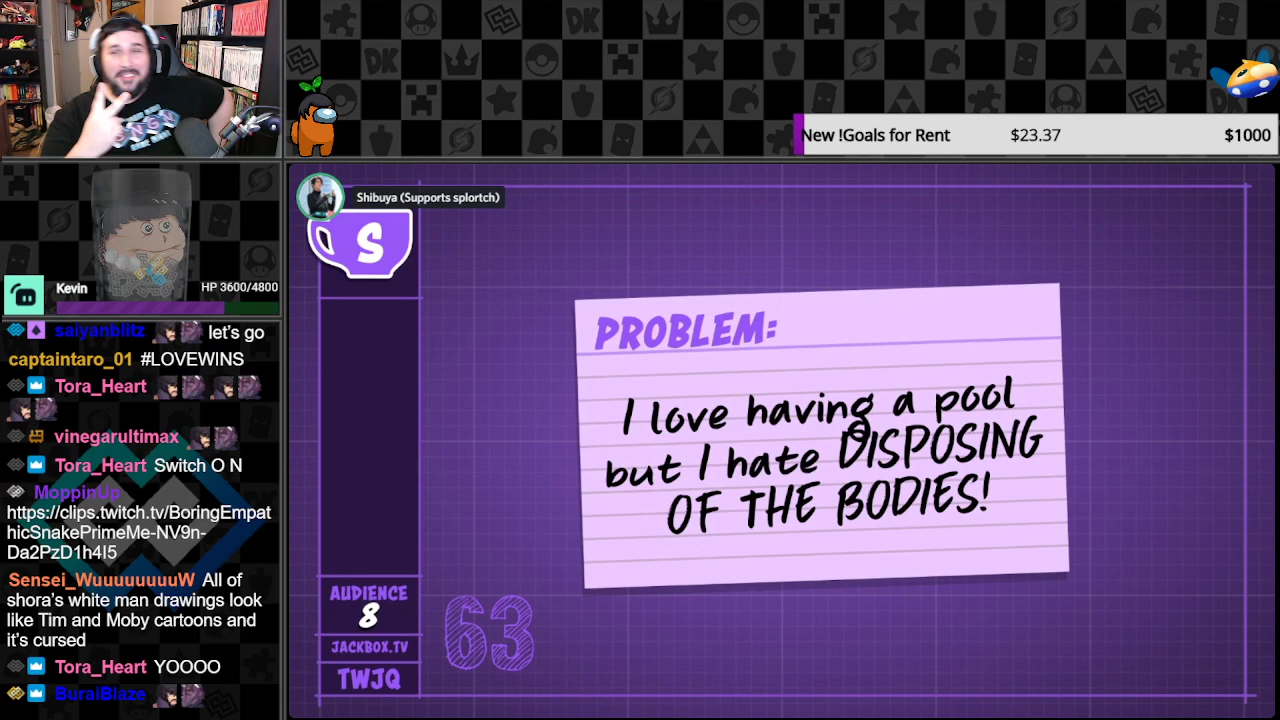 New !Goals for Rent $23.37 $1000
Shibuya (Supports splortch)
S
Kevin HP 3600/4800
saiyanblitz let's go
captaintaro_01 #LOVEWINS
Tora_Heart
vinegarultimax
Tora_Heart Switch O N
MoppinUp
https://clips.twitch.tv/BoringEmpat
hicSnakePrimeMe-NV9n-
Da2PzD1h4I5
Sensei_WuuuuuuuuW All of
shora's white man drawings look
like Tim and Moby cartoons and
it's cursed
Tora_Heart YOOOO
BuraiBlaze
PROBLEM:
I love having a pool
but I hate DISPOSING
OF THE BODIES!
AUDIENCE
8
JACKBOX.TV
TWJQ
63